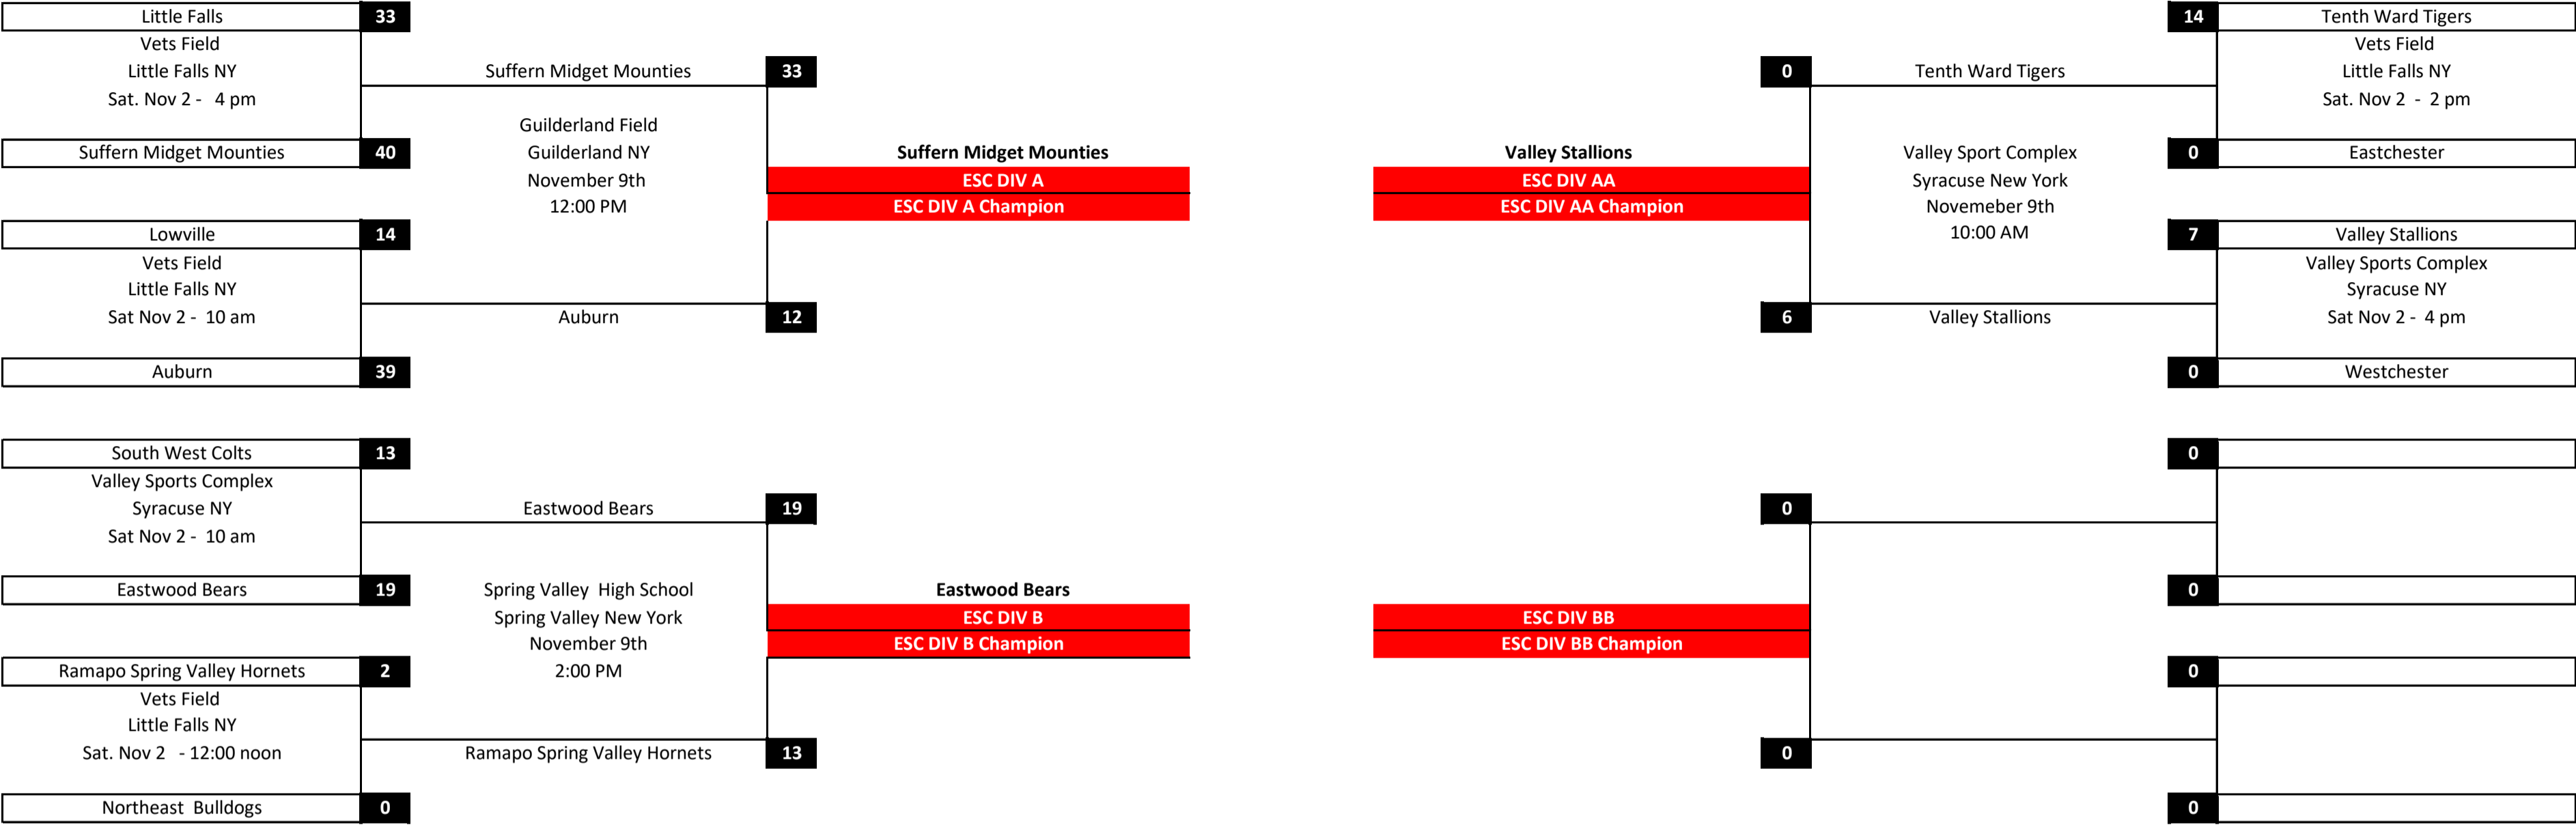 Little Falls 33
Vets Field
Little Falls NY
Sat. Nov 2 - 4 pm
Suffern Midget Mounties 40
Lowville 14
Vets Field
Little Falls NY
Sat Nov 2 - 10 am
Auburn 39
South West Colts 13
Valley Sports Complex
Syracuse NY
Sat Nov 2 - 10 am
Eastwood Bears 19
Ramapo Spring Valley Hornets 2
Vets Field
Little Falls NY
Sat. Nov 2 - 12:00 noon
Northeast Bulldogs 0
Suffern Midget Mounties 33
Guilderland Field
Guilderland NY
November 9th
12:00 PM
Auburn 12
Eastwood Bears 19
Spring Valley High School
Spring Valley New York
November 9th
2:00 PM
Ramapo Spring Valley Hornets 13
Suffern Midget Mounties
ESC DIV A
ESC DIV A Champion
Eastwood Bears
ESC DIV B
ESC DIV B Champion
Valley Stallions
ESC DIV AA
ESC DIV AA Champion
ESC DIV BB
ESC DIV BB Champion
0 Tenth Ward Tigers
Valley Sport Complex
Syracuse New York
Novemeber 9th
10:00 AM
6 Valley Stallions
0
0
14 Tenth Ward Tigers
Vets Field
Little Falls NY
Sat. Nov 2 - 2 pm
0 Eastchester
7 Valley Stallions
Valley Sports Complex
Syracuse NY
Sat Nov 2 - 4 pm
0 Westchester
0
0
0
0